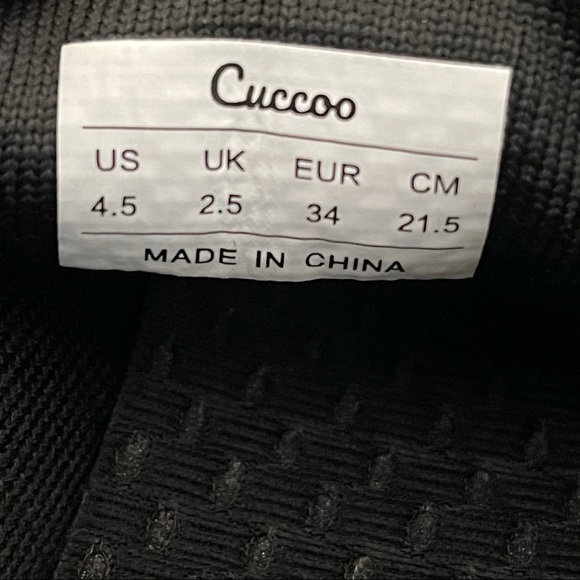 Cuccoo
US UK EUR CM
4.5 2.5 34 21.5
MADE IN CHINA